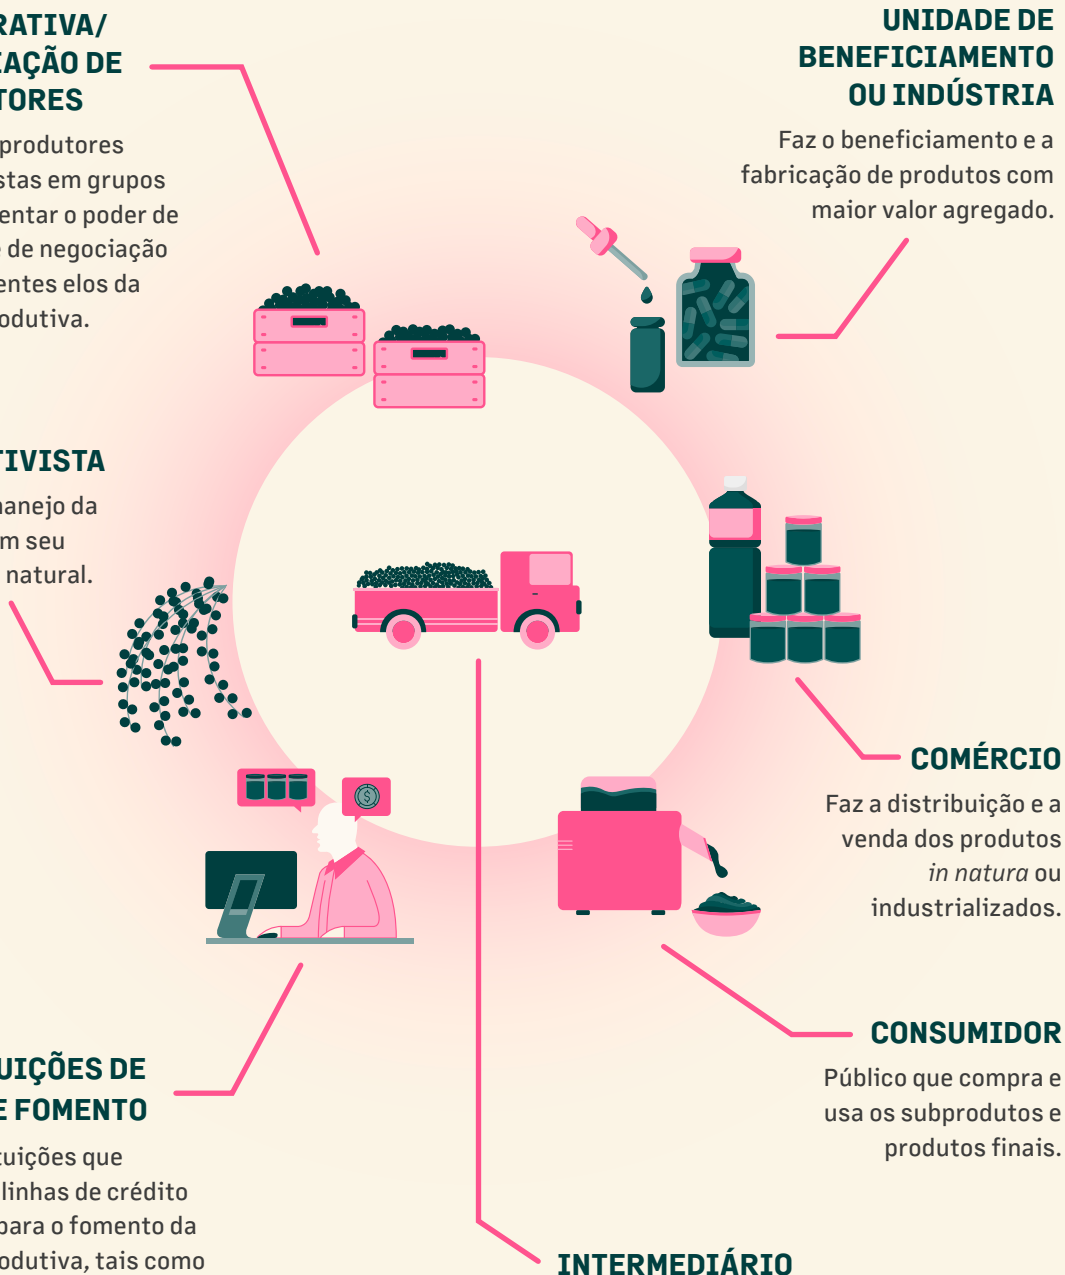 RATIVA/
IAÇÃO DE
TORES
produtores
stas em grupos
entar o poder de
e de negociação
entes elos da
odutiva.
UNIDADE DE
BENEFICIAMENTO
OU INDÚSTRIA
Faz o beneficiamento e a
fabricação de produtos com
maior valor agregado.
TIVISTA
nanejo da
m seu
natural.
COMÉRCIO
Faz a distribuição e a
venda dos produtos
in natura ou
industrializados.
CONSUMIDOR
Público que compra e
usa os subprodutos e
produtos finais.
UIÇÕES DE
E FOMENTO
tuições que
linhas de crédito
para o fomento da
odutiva, tais como
INTERMEDIÁRIO
$